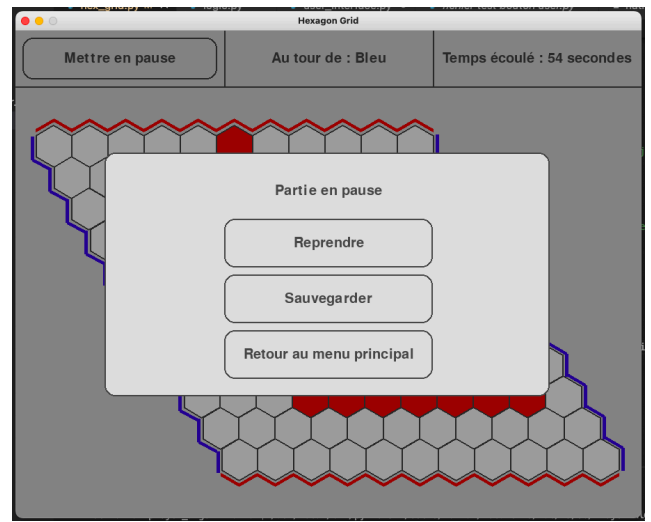 Hexagon Grid
Mettre en pause
Au tour de : Bleu
Temps écoulé : 54 secondes
Partie en pause
Reprendre
Sauvegarder
Retour au menu principal